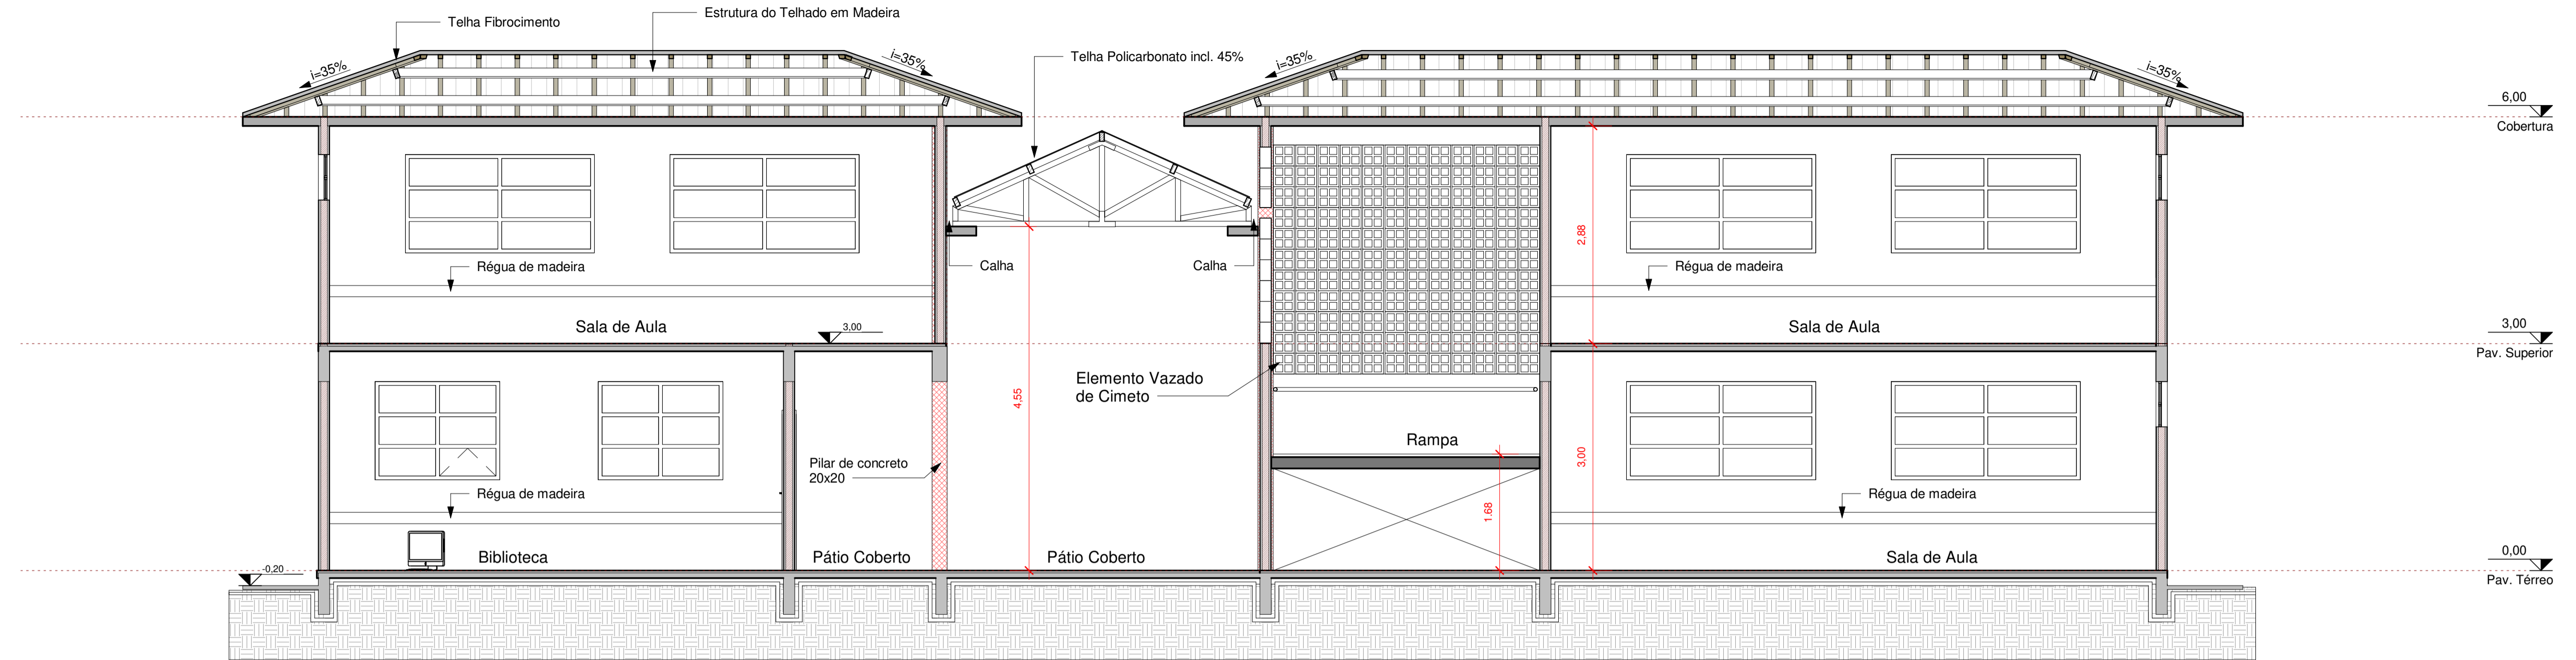 Estrutura do Telhado em Madeira
Telha Fibrocimento
Telha Policarbonato incl. 45%
i=35%
i=35%
i=35%
i=35%
6,00
Cobertura
2,88
Calha
Calha
Régua de madeira
Régua de madeira
Sala de Aula
3,00
Sala de Aula
3,00
Pav. Superior
Elemento Vazado
de Cimeto
4,55
Rampa
3,00
Pilar de concreto
20x20
Régua de madeira
Régua de madeira
1.68
Biblioteca
Pátio Coberto
Pátio Coberto
Sala de Aula
0,00
Pav. Térreo
-0,20